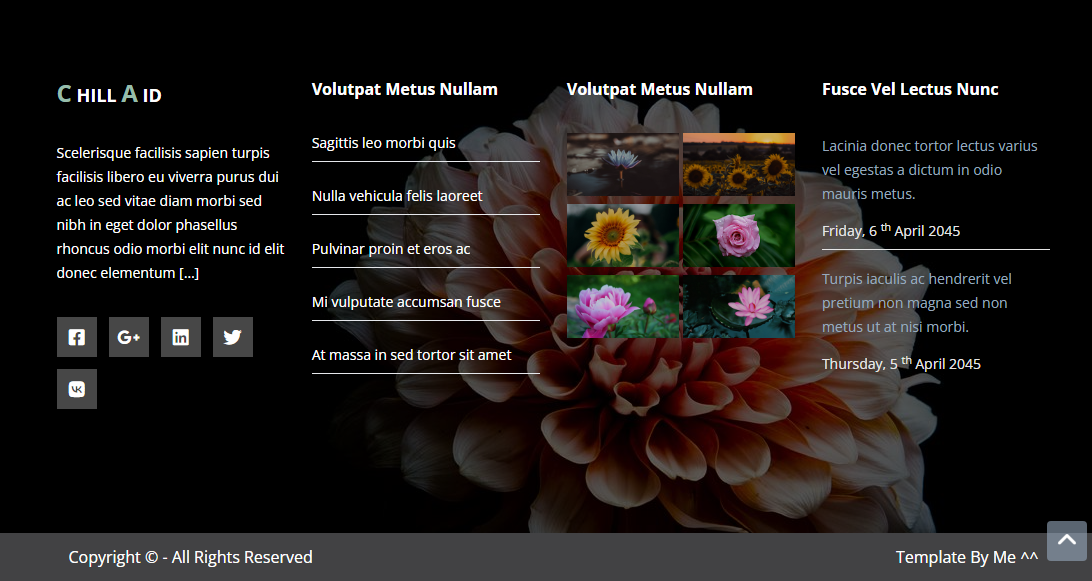 C HILL A ID
Scelerisque facilisis sapien turpis
facilisis libero eu viverra purus dui
ac leo sed vitae diam morbi sed
nibh in eget dolor phasellus
rhoncus odio morbi elit nunc id elit
donec elementum [...]
G+
in
VK
Volutpat Metus Nullam
Sagittis leo morbi quis
Nulla vehicula felis laoreet
Pulvinar proin et eros ac
Mi vulputate accumsan fusce
At massa in sed tortor sit amet
Volutpat Metus Nullam
Fusce Vel Lectus Nunc
Lacinia donec tortor lectus varius
vel egestas a dictum in odio
mauris metus.
Friday, 6 th April 2045
Turpis iaculis ac hendrerit vel
pretium non magna sed non
metus ut at nisi morbi.
Thursday, 5 th April 2045
Copyright © - All Rights Reserved
Template By Me ^^